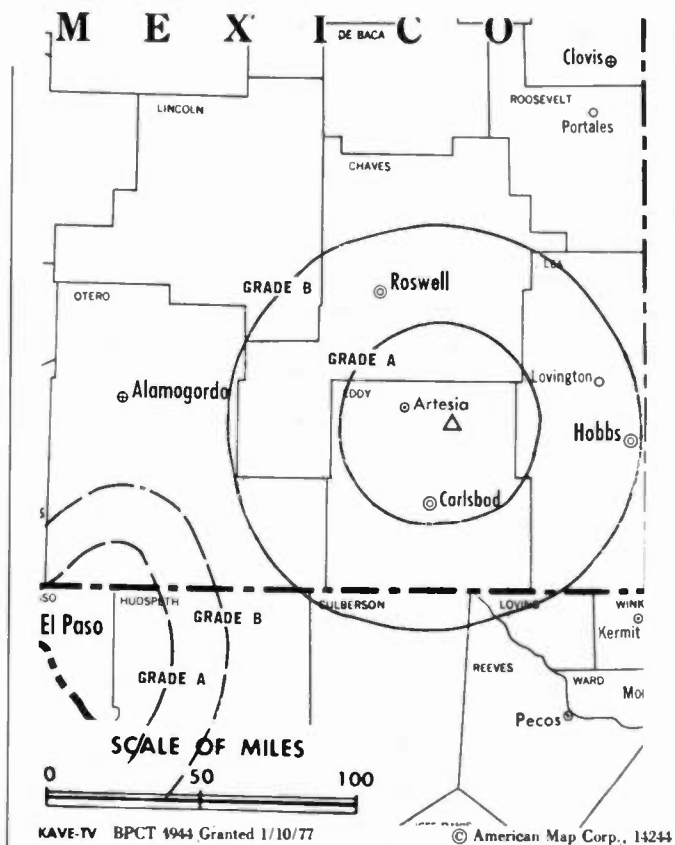 M E X I C O
DE BACA
Clovis
LINCOLN
ROOSEVELT
Portales
CHAVES
LEA
GRADE B
Roswell
OTERO
GRADE A
Lovington
Alamogordo
EDDY
Artesia
Hobbs
Carlsbad
HUDSPETH
CULBERSON
LOVING
WINK
GRADE B
El Paso
Kermit
REEVES
WARD
GRADE A
Pecos
SCALE OF MILES
0 50 100
KAVE-TV BPCT 4944 Granted 1/10/77
© American Map Corp., 14244